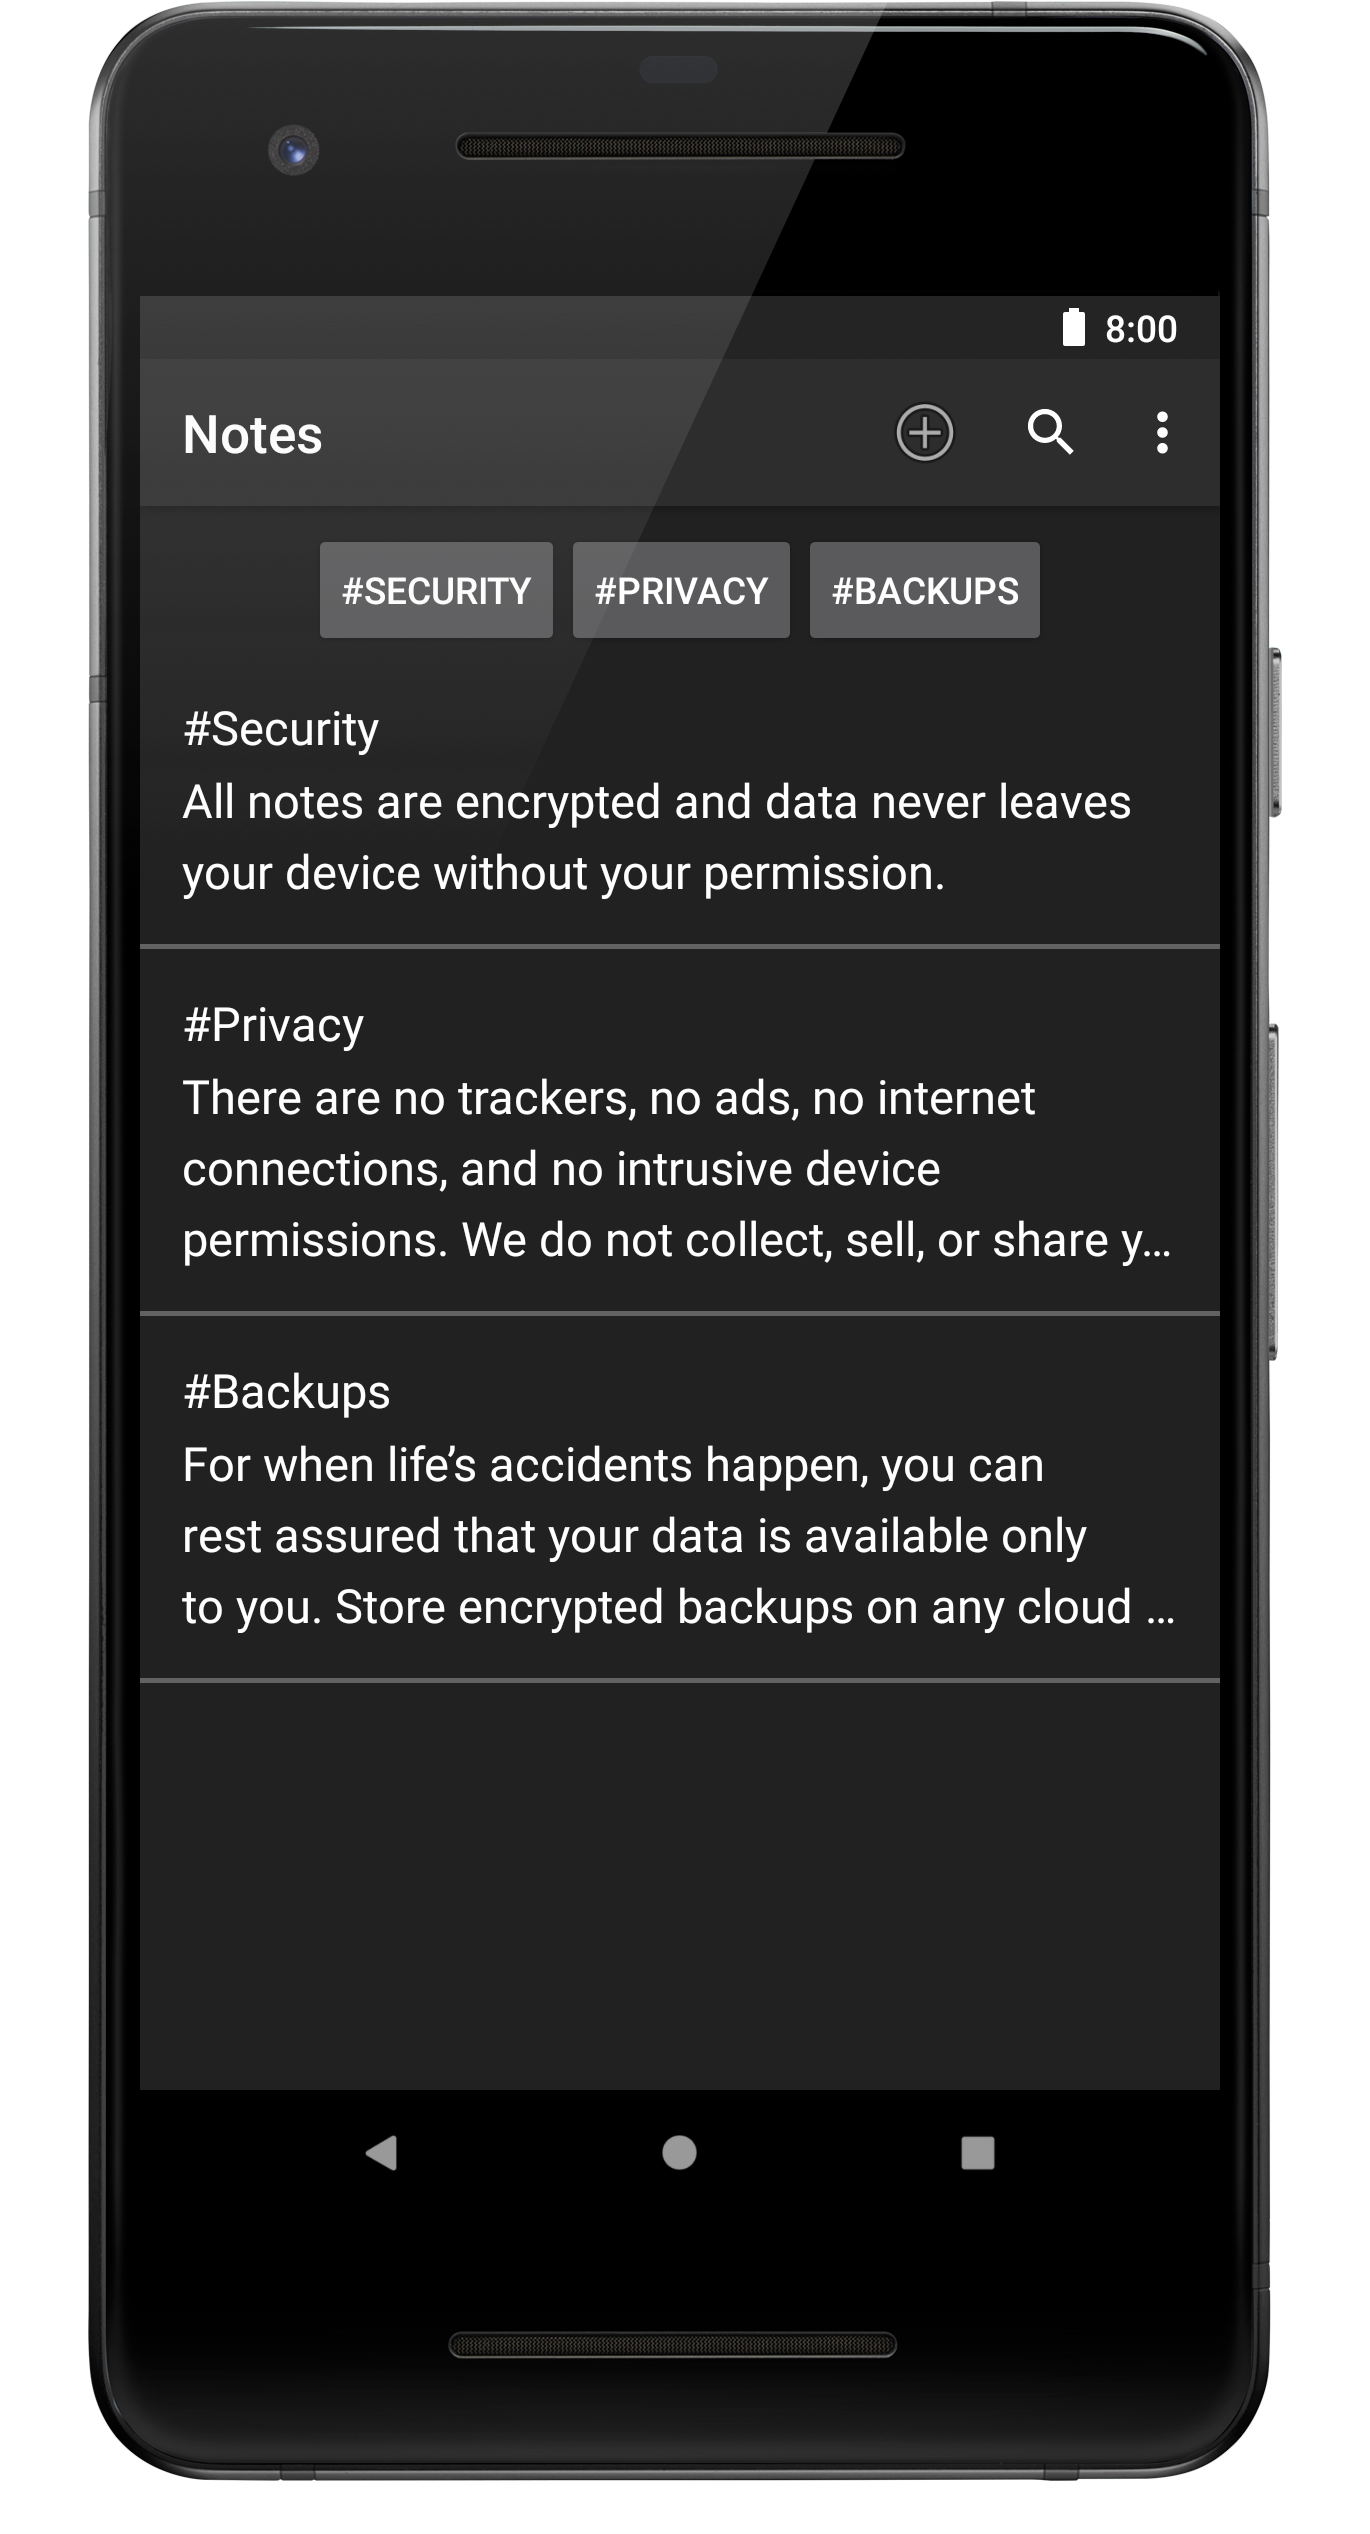 8:00
Notes
#SECURITY #PRIVACY #BACKUPS
#Security
All notes are encrypted and data never leaves
your device without your permission.
#Privacy
There are no trackers, no ads, no internet
connections, and no intrusive device
permissions. We do not collect, sell, or share y...
#Backups
For when life’s accidents happen, you can
rest assured that your data is available only
to you. Store encrypted backups on any cloud ...